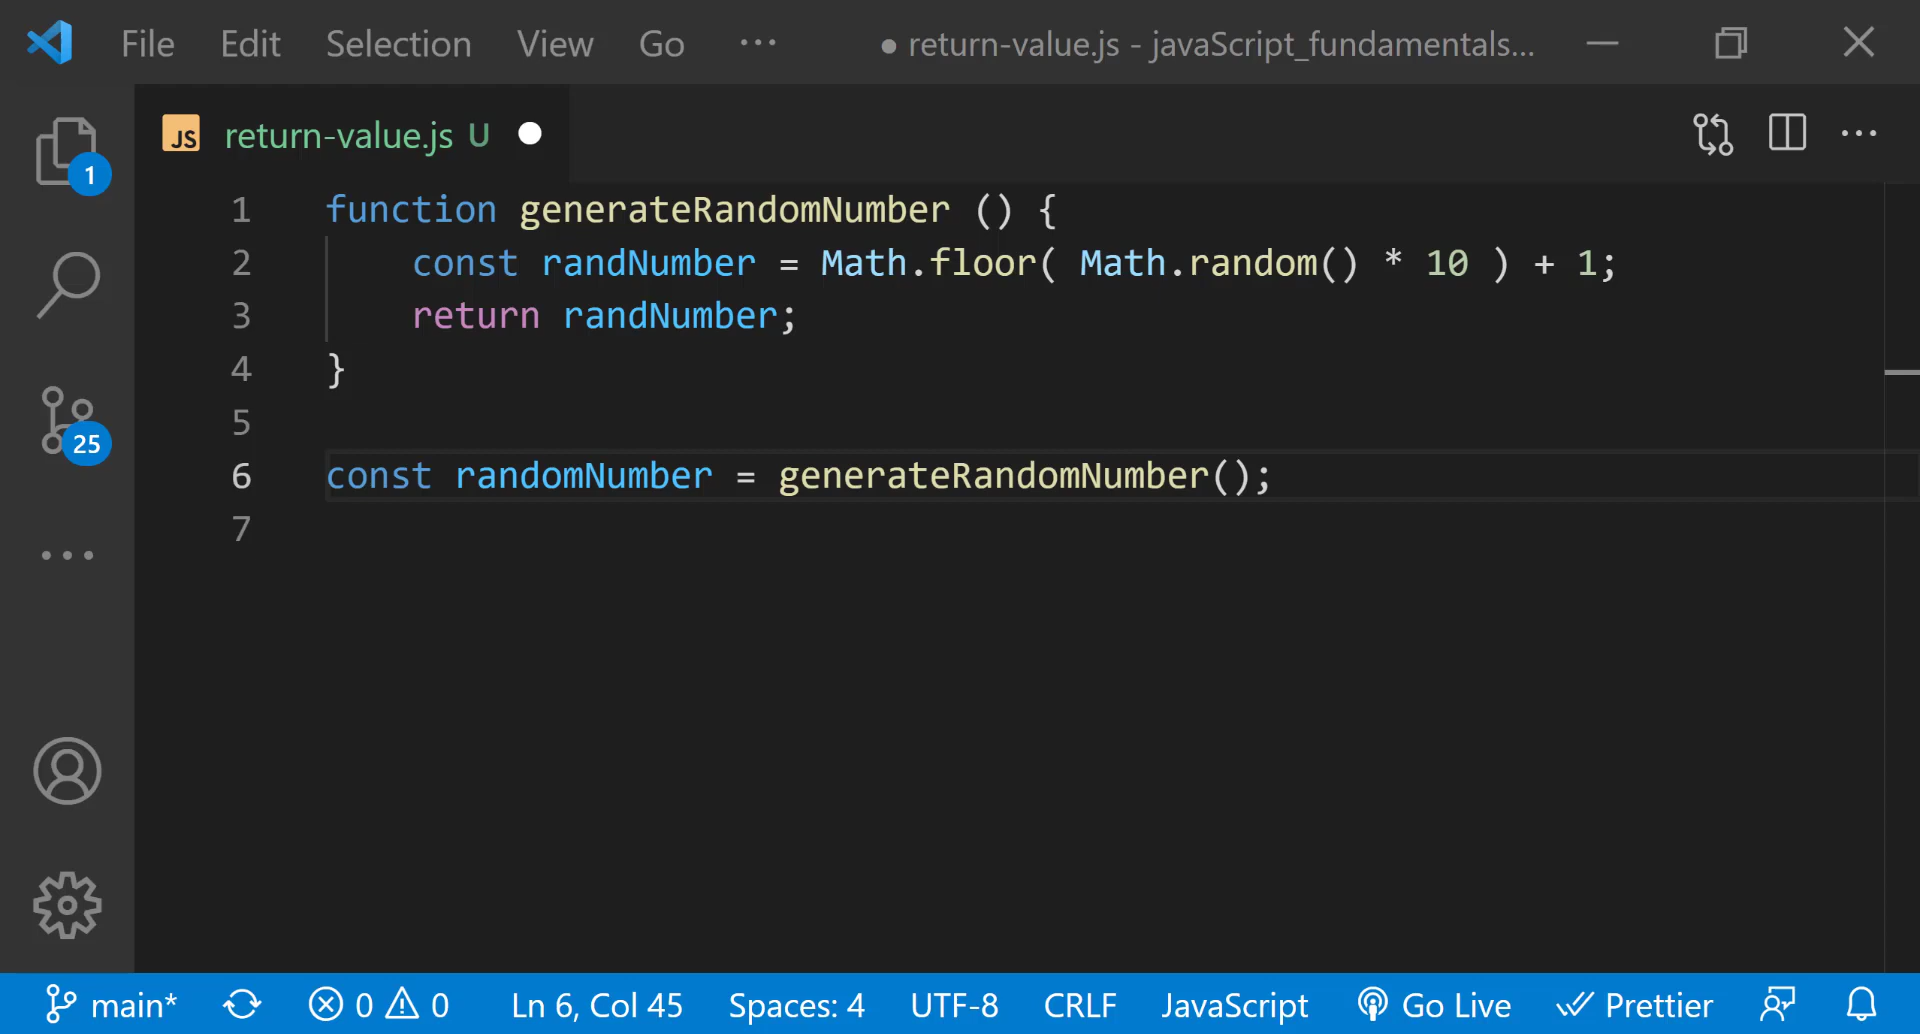 File Edit Selection View Go ··· ● return-value.js - javaScript_fundamentals...
JS return-value.js U
1 function generateRandomNumber () {
2 const randNumber = Math.floor( Math.random() * 10 ) + 1;
3 return randNumber;
4 }
5
6 const randomNumber = generateRandomNumber();
7
1
25
main* 0 0 Ln 6, Col 45 Spaces: 4 UTF-8 CRLF JavaScript Go Live Prettier